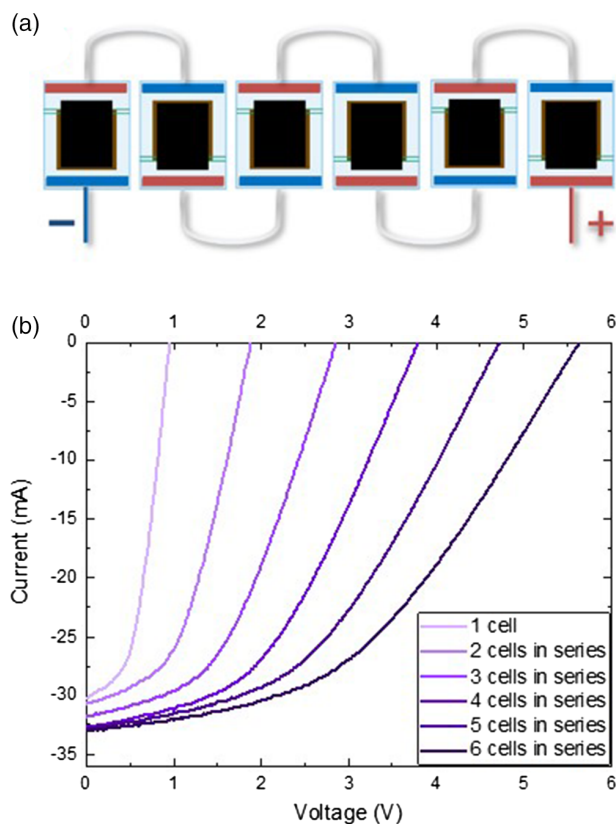 (a)
− +
(b)
0 1 2 3 4 5 6
0
-5
-10
-15
-20
-25
-30
-35
Current (mA)
1 cell
2 cells in series
3 cells in series
4 cells in series
5 cells in series
6 cells in series
0 1 2 3 4 5 6
Voltage (V)